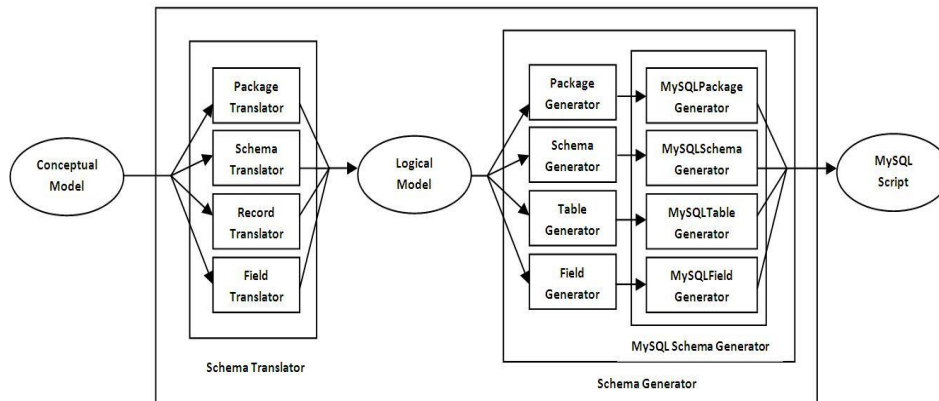 Conceptual
Model
Package
Translator
Schema
Translator
Record
Translator
Field
Translator
Schema Translator
Logical
Model
Package
Generator
Schema
Generator
Table
Generator
Field
Generator
MySQLPackage
Generator
MySQLSchema
Generator
MySQLTable
Generator
MySQLField
Generator
MySQL Schema Generator
Schema Generator
MySQL
Script